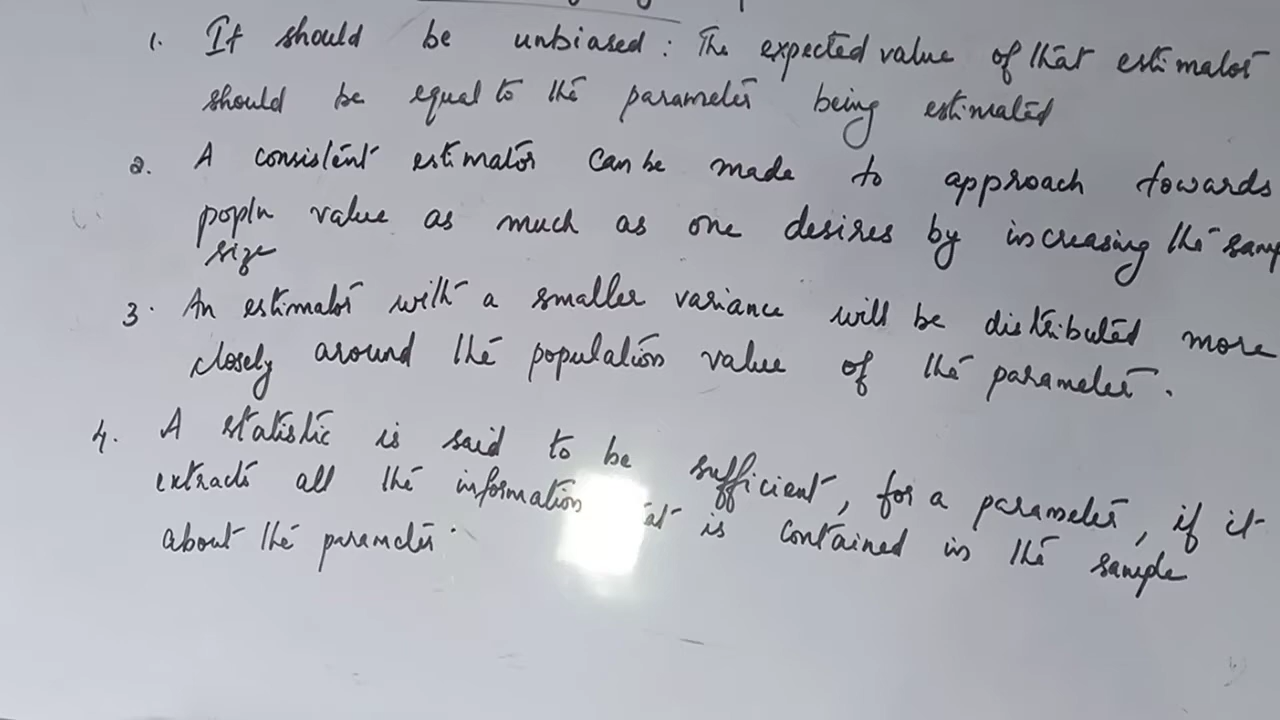 1. It should be unbiased : The expected value of that estimator
should be equal to the parameter being estimated
2. A consistent estimator can be made to approach towards
popln value as much as one desires by increasing the
size
3. An estimator with a smaller variance will be distributed more
closely around the population value of the parameter.
4. A statistic is said to be sufficient, for a parameter, if it
extracts all the information is contained in the sample
about the parameter.